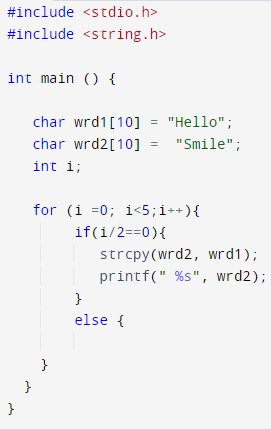 #include <stdio.h>
#include <string.h>

int main () {

   char wrd1[10] = "Hello";
   char wrd2[10] =  "Smile";
   int i;

   for (i =0; i<5;i++){
        if(i/2==0){
           strcpy(wrd2, wrd1);
           printf(" %s", wrd2);
        }
        else {

    }
  }
}